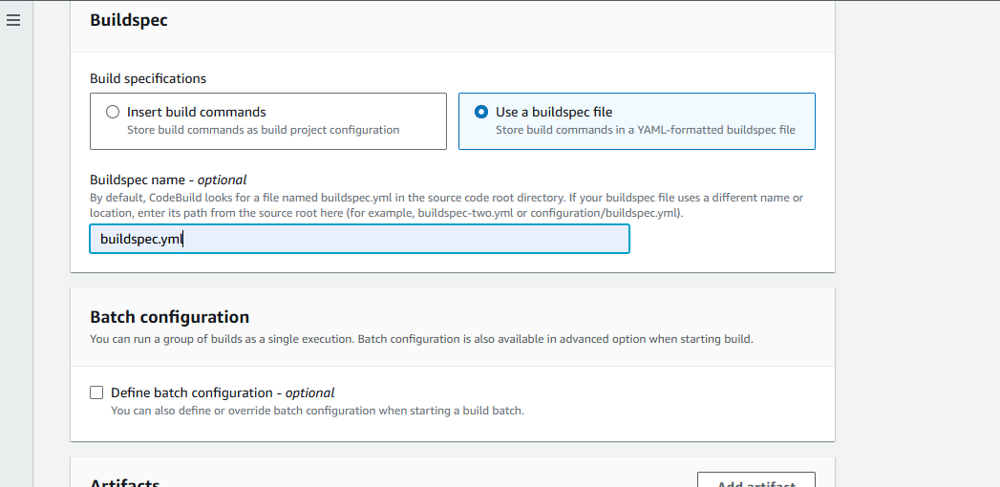 Buildspec
Build specifications
Insert build commands
Store build commands as build project configuration
Use a buildspec file
Store build commands in a YAML-formatted buildspec file
Buildspec name - optional
By default, CodeBuild looks for a file named buildspec.yml in the source code root directory. If your buildspec file uses a different name or
location, enter its path from the source root here (for example, buildspec-two.yml or configuration/buildspec.yml).
buildspec.yml
Batch configuration
You can run a group of builds as a single execution. Batch configuration is also available in advanced option when starting build.
Define batch configuration - optional
You can also define or override batch configuration when starting a build batch.
Artifacts
Add artifact